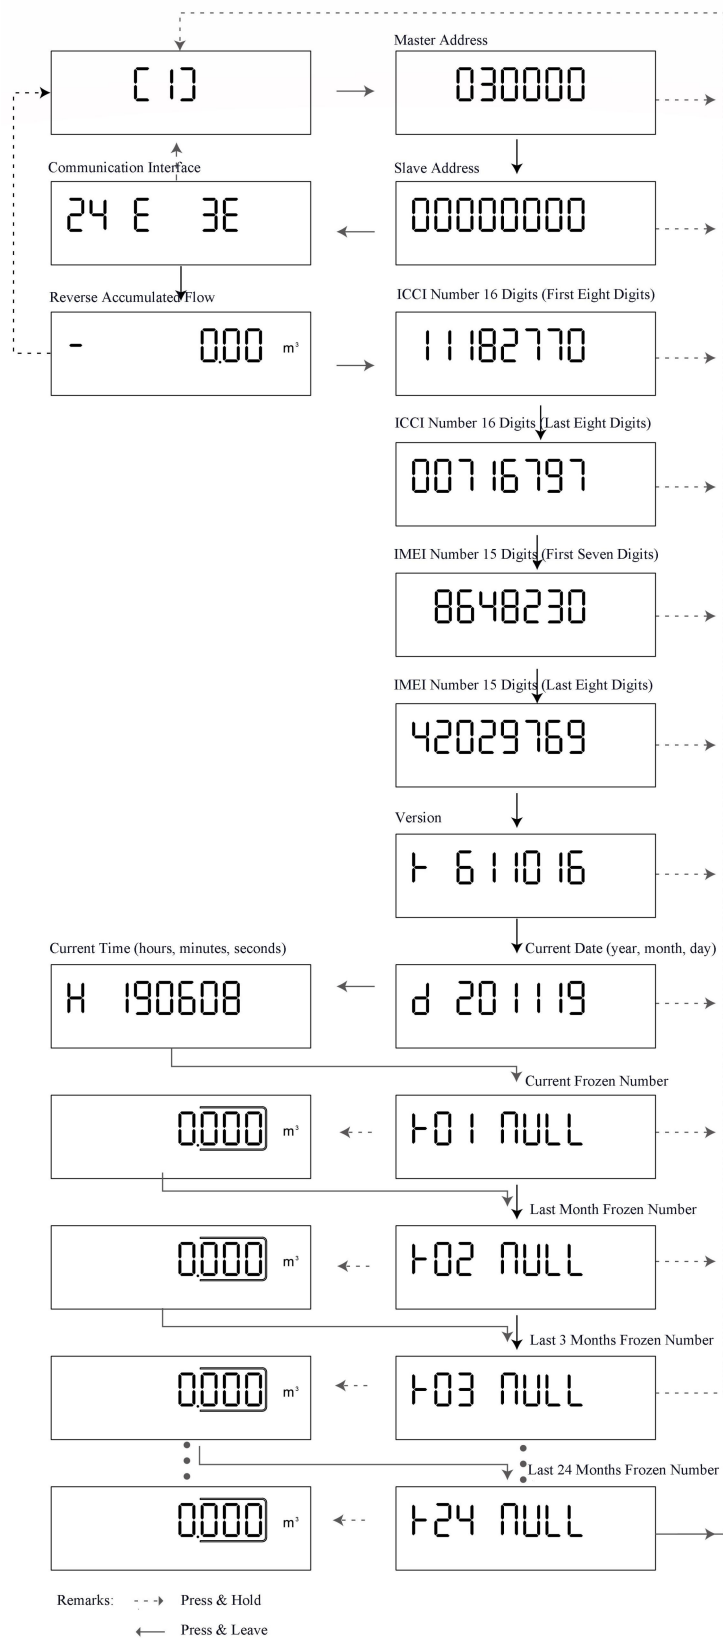 Master Address
[1]
030000
Communication Interface
Slave Address
24 E 3E
00000000
Reverse Accumulated Flow
ICCI Number 16 Digits (First Eight Digits)
- 0.00 m³
11182770
ICCI Number 16 Digits (Last Eight Digits)
00716797
IMEI Number 15 Digits (First Seven Digits)
8648230
IMEI Number 15 Digits (Last Eight Digits)
42029769
Version
611016
Current Time (hours, minutes, seconds)
Current Date (year, month, day)
H 190608
d 201119
Current Frozen Number
0.000 m³
t01 NULL
Last Month Frozen Number
0.000 m³
t02 NULL
Last 3 Months Frozen Number
0.000 m³
t03 NULL
Last 24 Months Frozen Number
0.000 m³
t24 NULL
Remarks: Press & Hold
Press & Leave